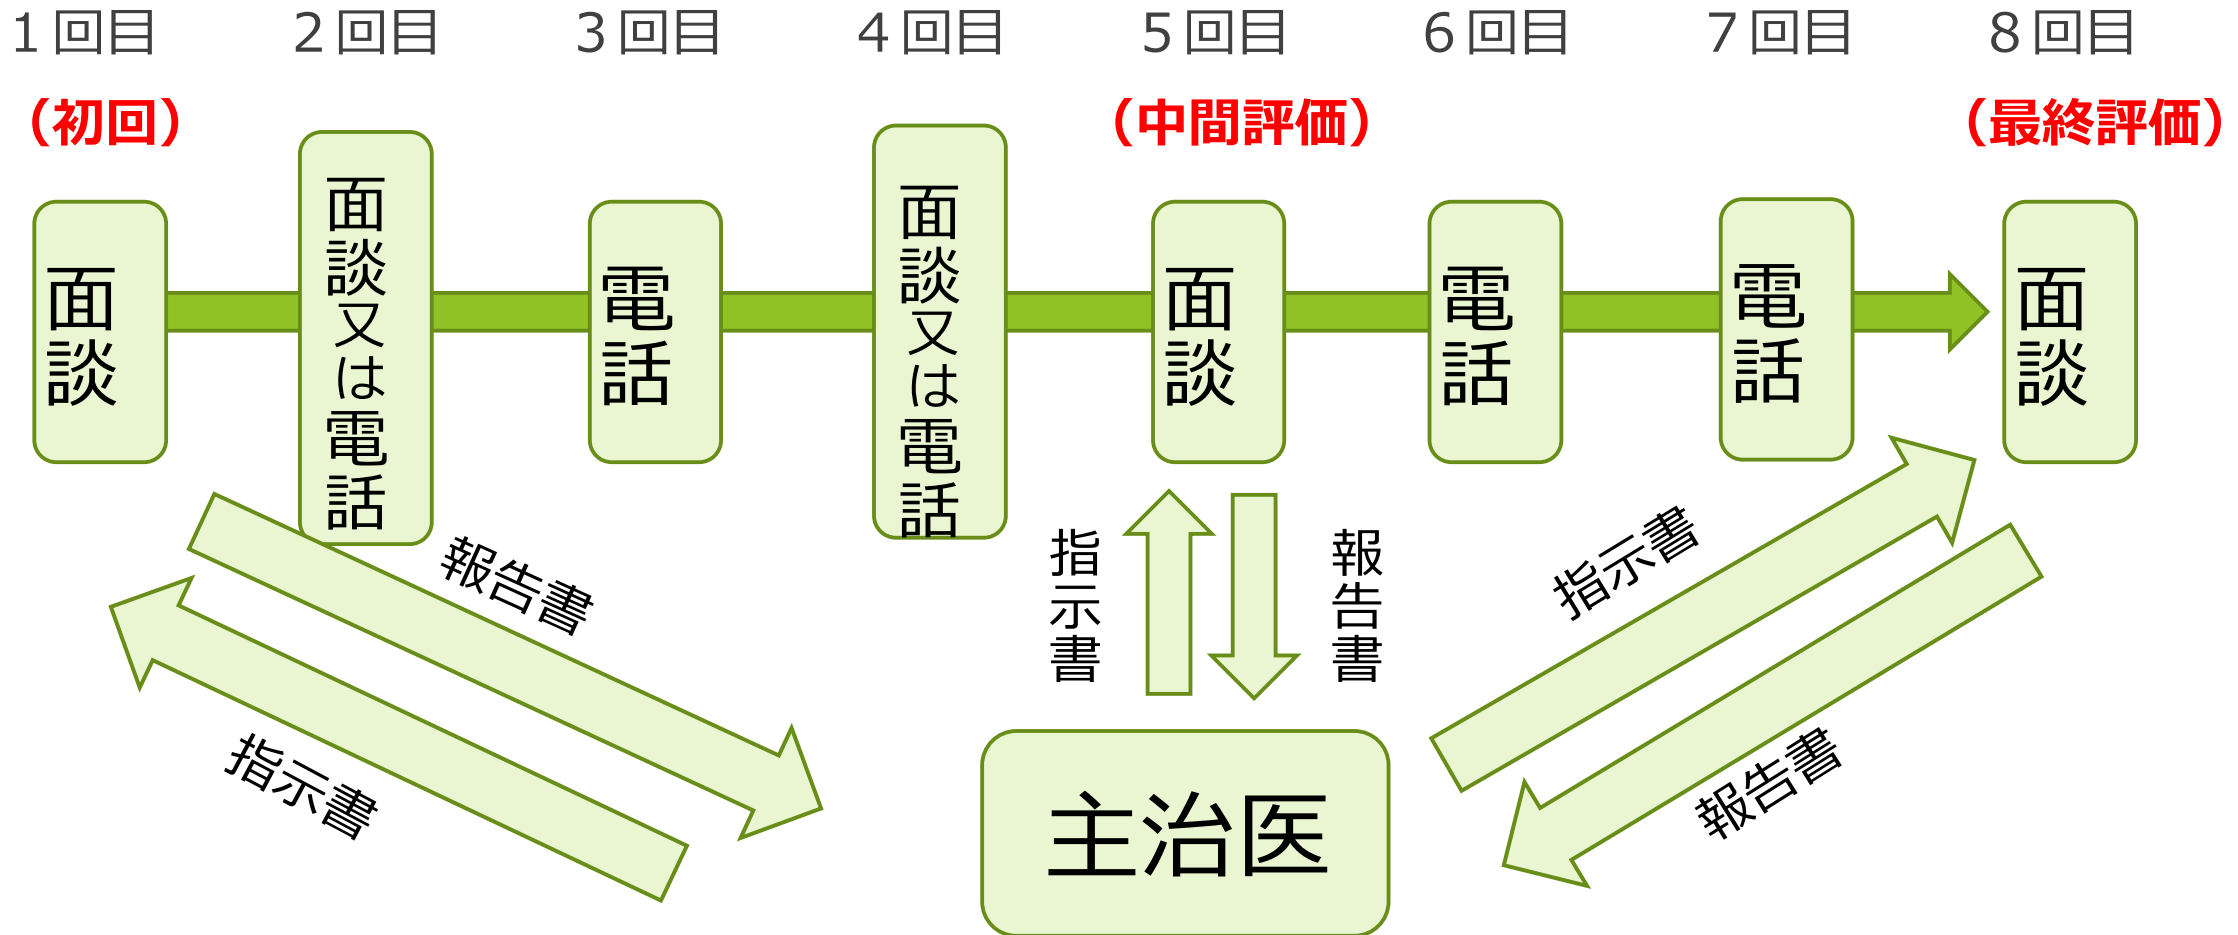 1回目 2回目 3回目 4回目 5回目 6回目 7回目 8回目
(初回) (中間評価) (最終評価)
面談
面談又は電話
電話
面談又は電話
面談
電話
電話
面談
報告書
指示書
指示書
報告書
指示書
報告書
主治医